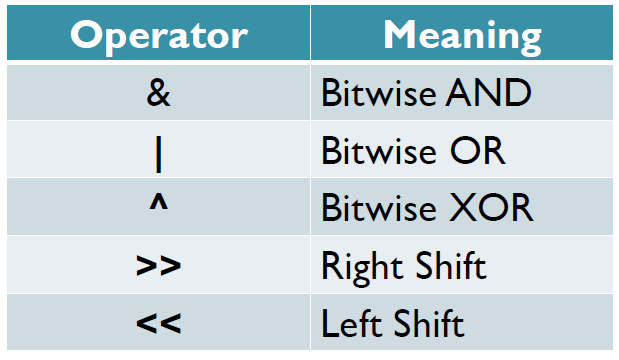 Operator Meaning
& Bitwise AND
| Bitwise OR
^ Bitwise XOR
>> Right Shift
<< Left Shift